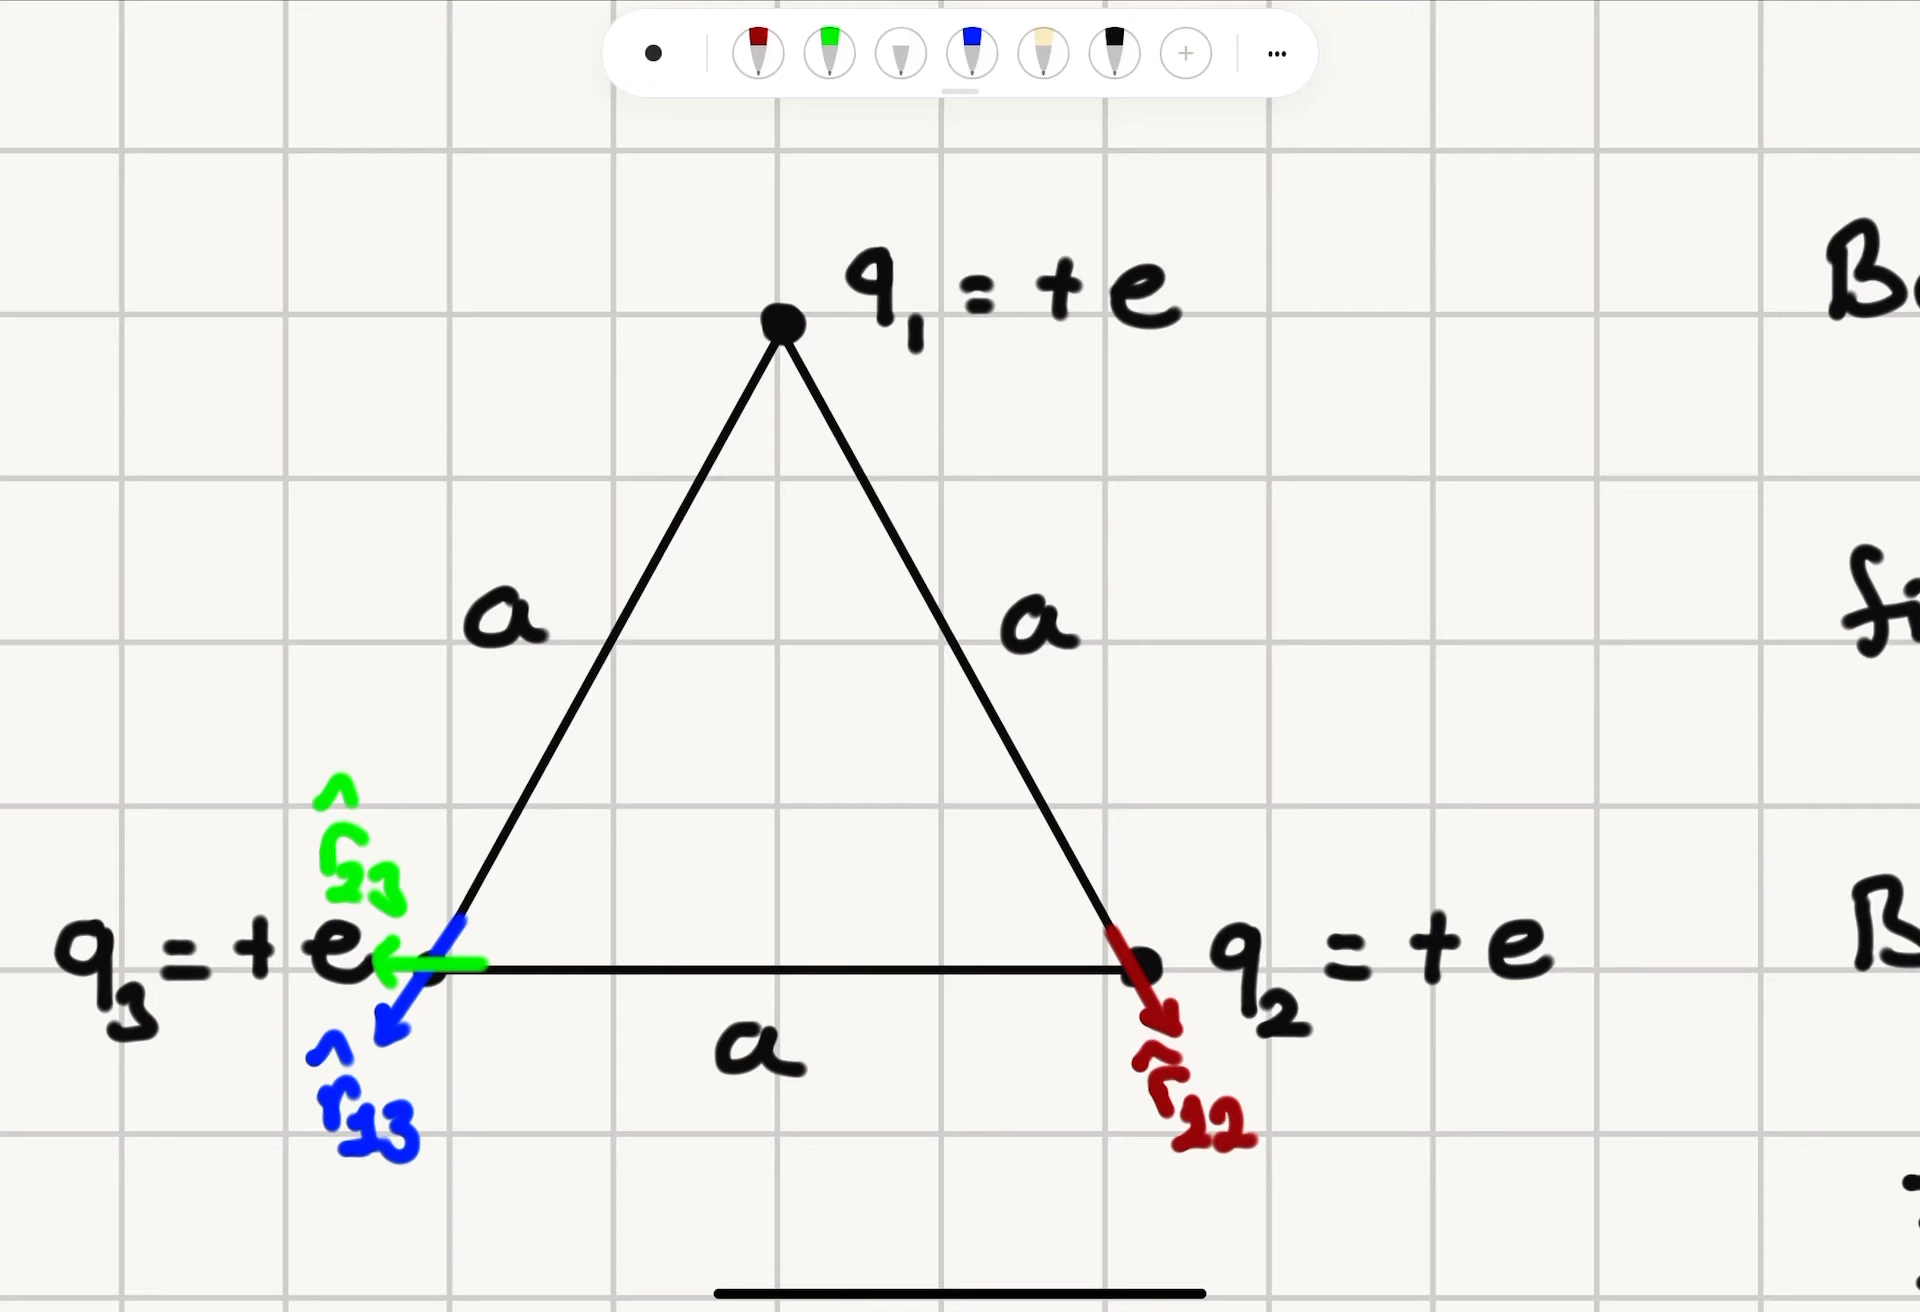 q₁ = +e
a
a
r̂₂₃
q₃ = +e
q₂ = +e
a
r̂₁₃
r̂₁₂